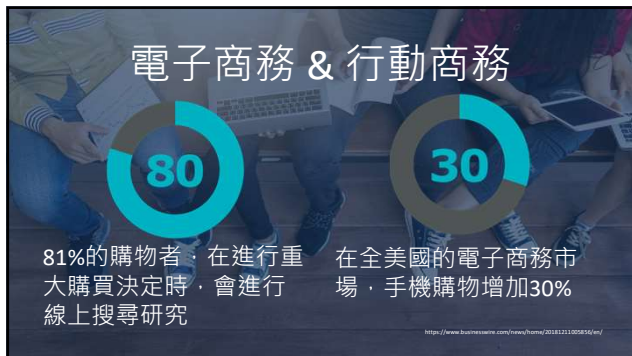 電子商務 & 行動商務
80
30
81%的購物者，在進行重
大購買決定時，會進行
線上搜尋研究
在全美國的電子商務市
場，手機購物增加30%
https://www.businesswire.com/news/home/20181211005856/en/